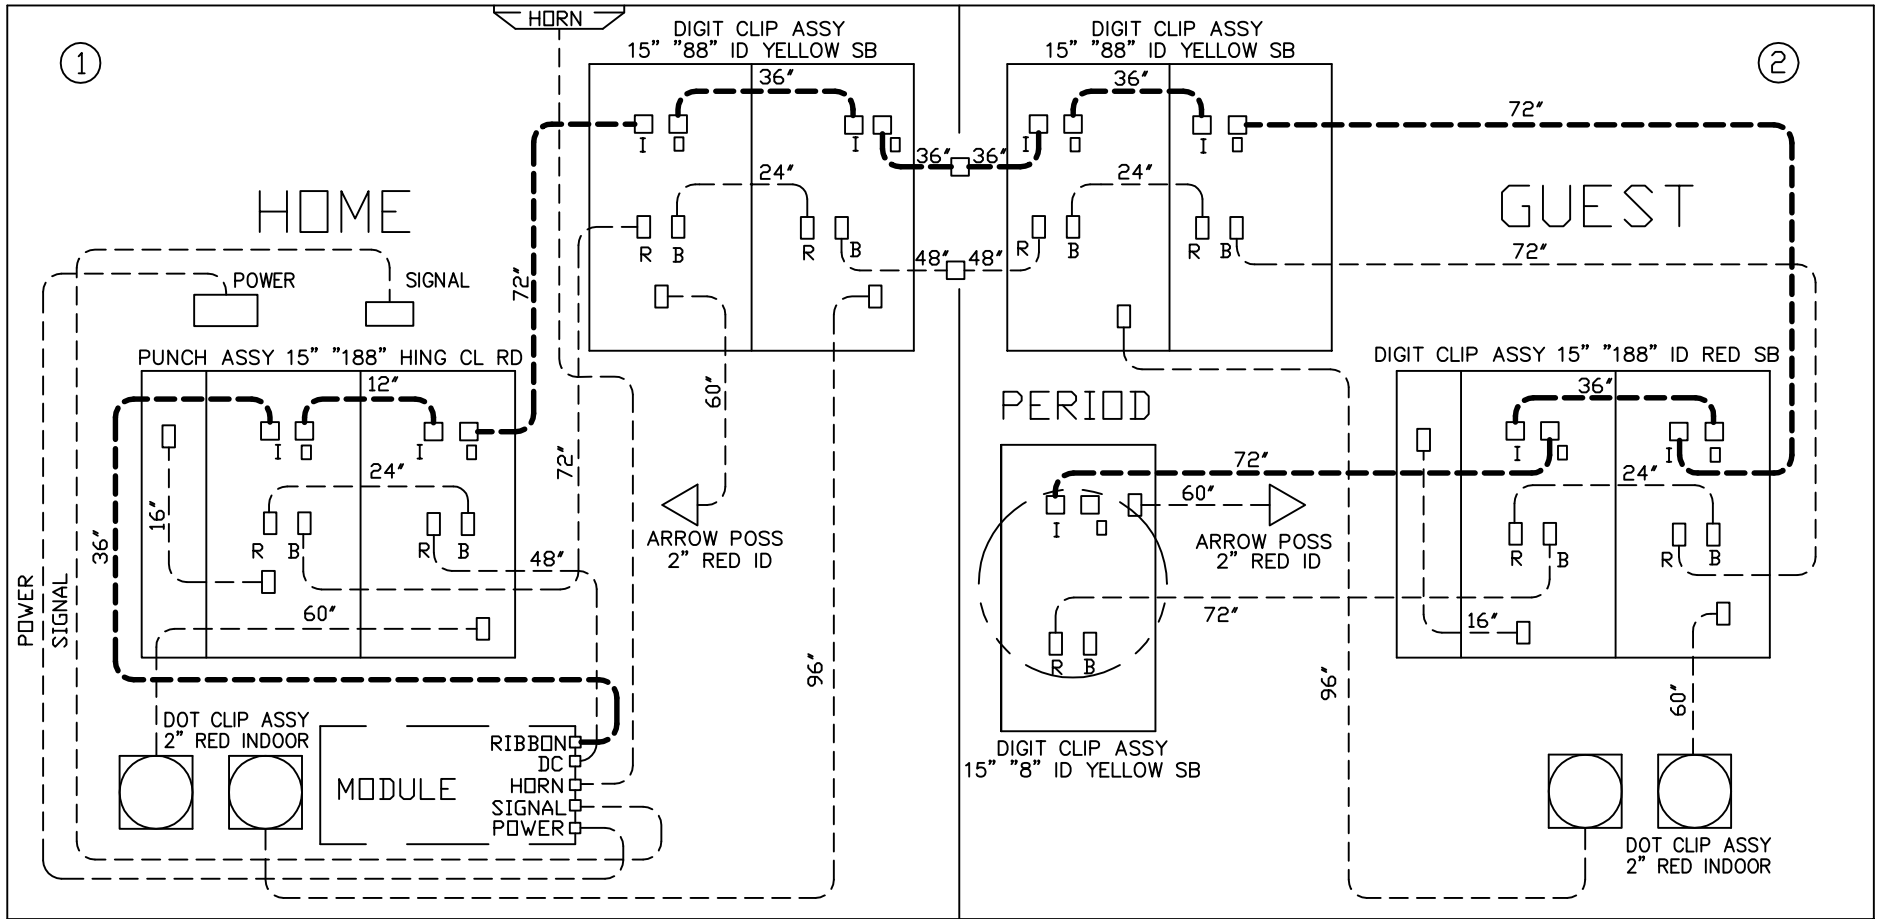 HORN
1
DIGIT CLIP ASSY
15" "88" ID YELLOW SB
DIGIT CLIP ASSY
15" "88" ID YELLOW SB
2
36"
36"
72"
I
O
I
O
I
O
I
O
36"
36"
24"
24"
HOME
GUEST
R
B
R
B
R
B
R
B
48"
48"
72"
POWER
SIGNAL
72"
PUNCH ASSY 15" "188" HING CL RD
DIGIT CLIP ASSY 15" "188" ID RED SB
12"
60"
PERIOD
36"
I
O
I
O
I
O
I
O
24"
72"
72"
24"
16"
36"
60"
R
B
R
B
48"
ARROW POSS
2" RED ID
I
O
ARROW POSS
2" RED ID
R
B
R
B
POWER
SIGNAL
60"
72"
16"
96"
R
B
96"
60"
DOT CLIP ASSY
2" RED INDOOR
RIBBON
DC
HORN
SIGNAL
POWER
MODULE
DIGIT CLIP ASSY
15" "8" ID YELLOW SB
DOT CLIP ASSY
2" RED INDOOR